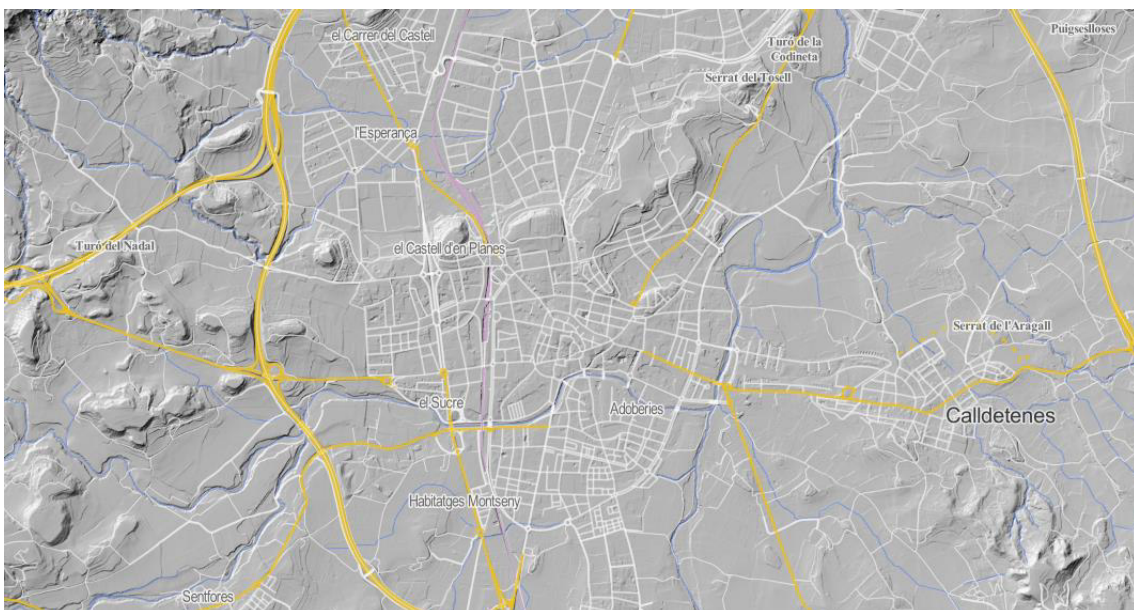 el Carrer del Castell
Puigseslloses
Turó de la
Codineta
Serrat del Tosell
l'Esperança
Turó del Nadal
el Castell d'en Planes
Serrat de l'Aragall
el Sucre
Adoberies
Calldetenes
Habitatges Montseny
Sentfores